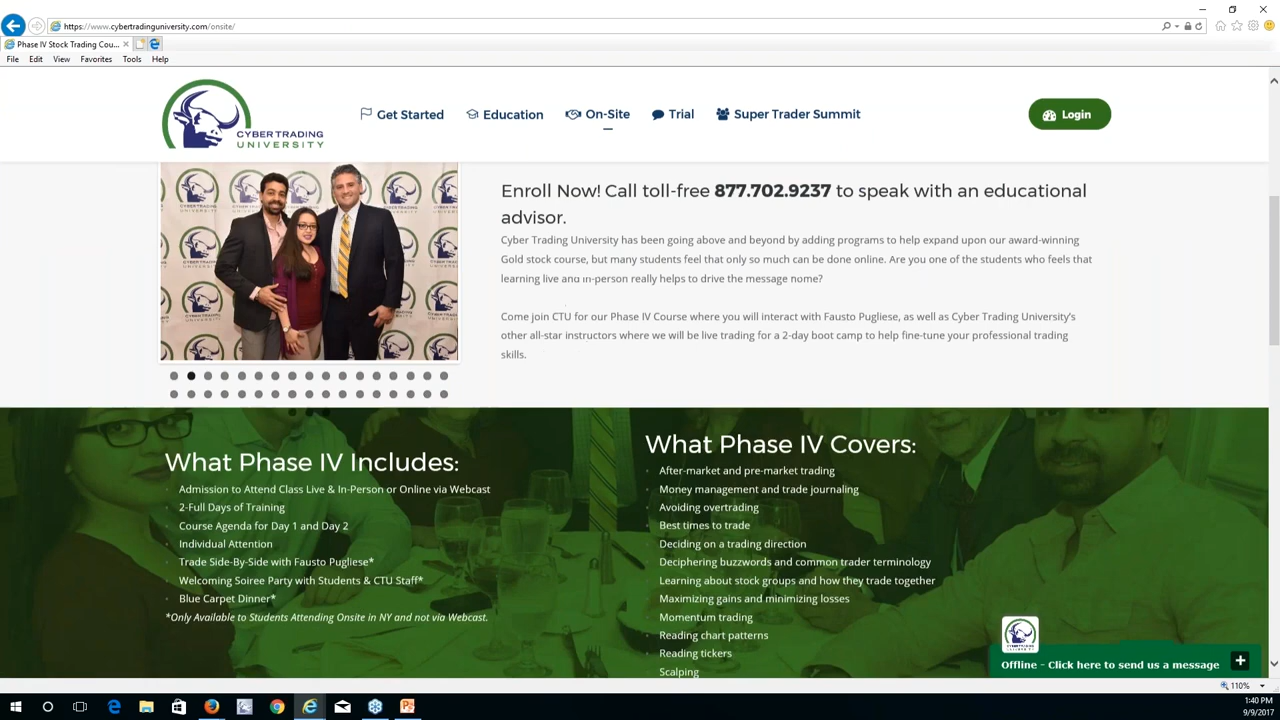 https://www.cybertradinguniversity.com/onsite/
Phase IV Stock Trading Cou...
File Edit View Favorites Tools Help
CYBER TRADING
UNIVERSITY
Get Started Education On-Site Trial Super Trader Summit Login
Enroll Now! Call toll-free 877.702.9237 to speak with an educational
advisor.
Cyber Trading University has been going above and beyond by adding programs to help expand upon our award-winning
Gold stock course, but many students feel that only so much can be done online. Are you one of the students who feels that
learning live and in-person really helps to drive the message home?
Come join CTU for our Phase IV Course where you will interact with Fausto Pugliese, as well as Cyber Trading University's
other all-star instructors where we will be live trading for a 2-day boot camp to help fine-tune your professional trading
skills.
What Phase IV Includes:
Admission to Attend Class Live & In-Person or Online via Webcast
2-Full Days of Training
Course Agenda for Day 1 and Day 2
Individual Attention
Trade Side-By-Side with Fausto Pugliese*
Welcoming Soiree Party with Students & CTU Staff*
Blue Carpet Dinner*
*Only Available to Students Attending Onsite in NY and not via Webcast.
What Phase IV Covers:
After-market and pre-market trading
Money management and trade journaling
Avoiding overtrading
Best times to trade
Deciding on a trading direction
Deciphering buzzwords and common trader terminology
Learning about stock groups and how they trade together
Maximizing gains and minimizing losses
Momentum trading
Reading chart patterns
Reading tickers
Scalping
Offline - Click here to send us a message
110%
1:40 PM
9/9/2017